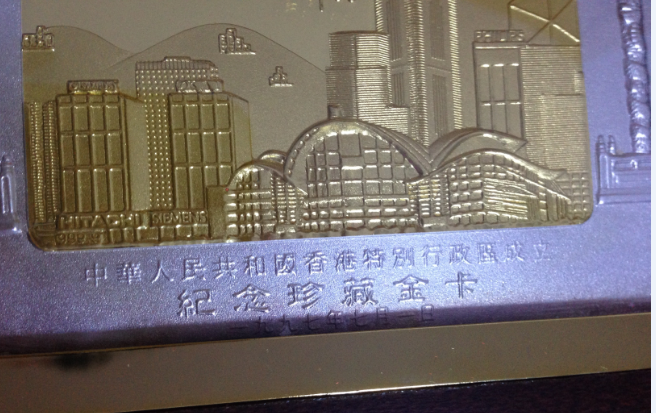 PHILIPS
HITACHI SIEMENS
中華人民共和國香港特別行政區成立
紀念珍藏金卡
一九九七年七月一日